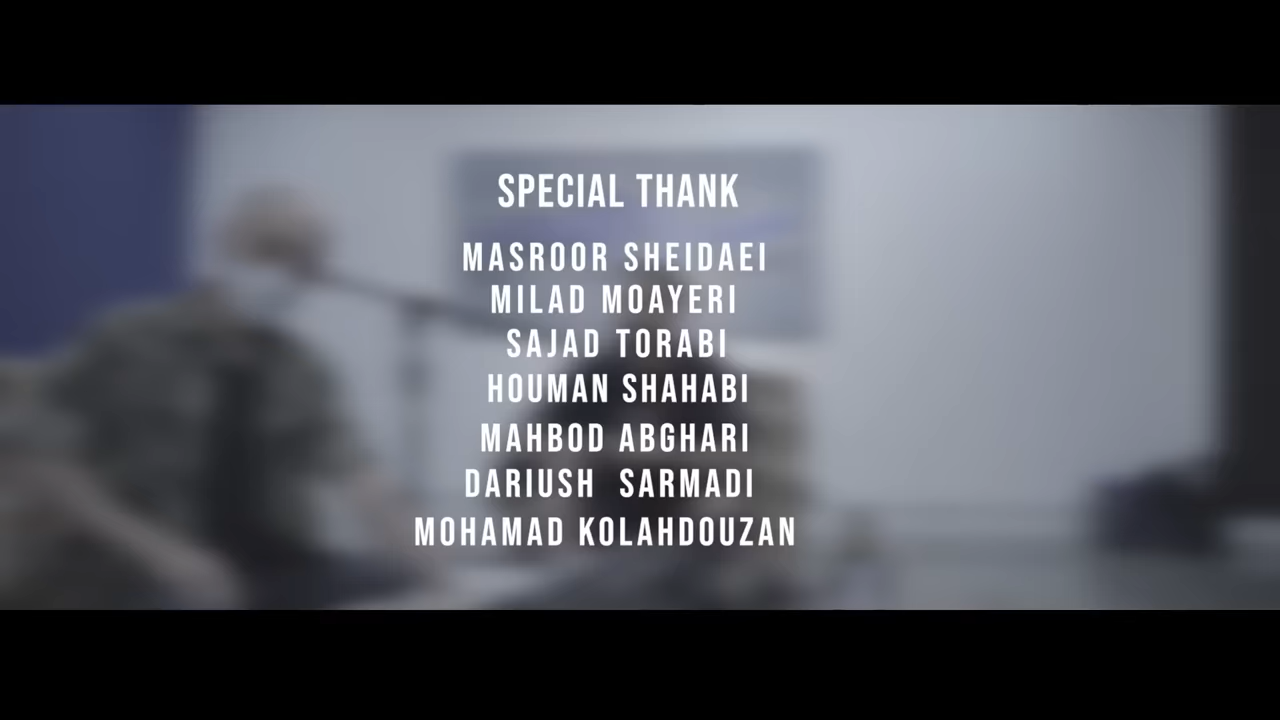 SPECIAL THANK
MASROOR SHEIDAEI
MILAD MOAYERI
SAJAD TORABI
HOUMAN SHAHABI
MAHBOD ABGHARI
DARIUSH SARMADI
MOHAMAD KOLAHDOUZAN